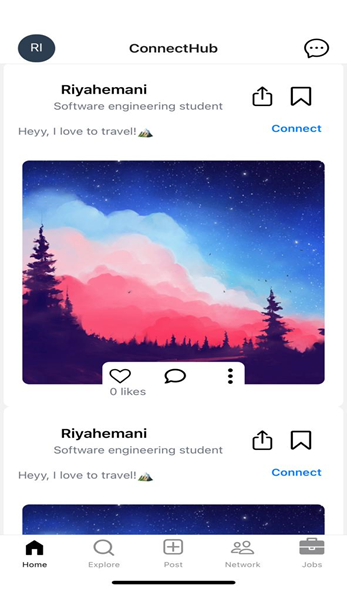 RI
ConnectHub
Riyahemani
Software engineering student
Heyy, I love to travel!🏔️
Connect
0 likes
Riyahemani
Software engineering student
Heyy, I love to travel!🏔️
Connect
Home
Explore
Post
Network
Jobs